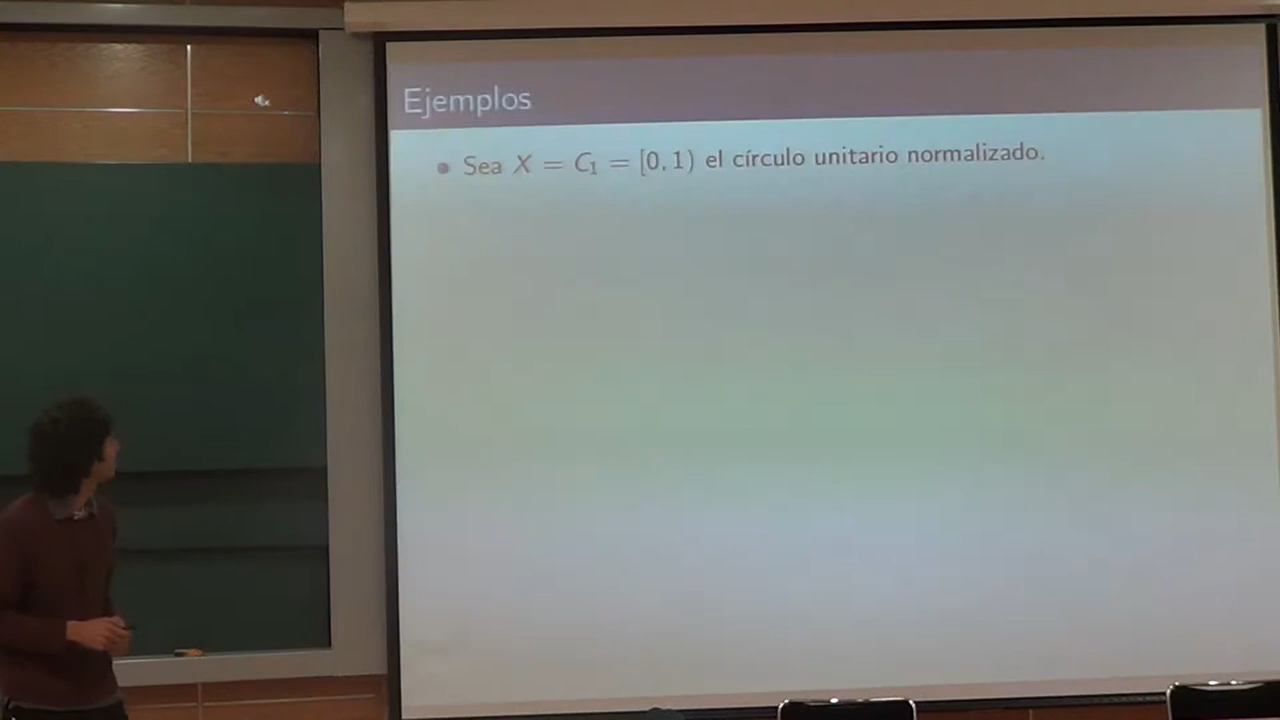 Ejemplos
Sea X = C₁ = [0, 1) el círculo unitario normalizado.